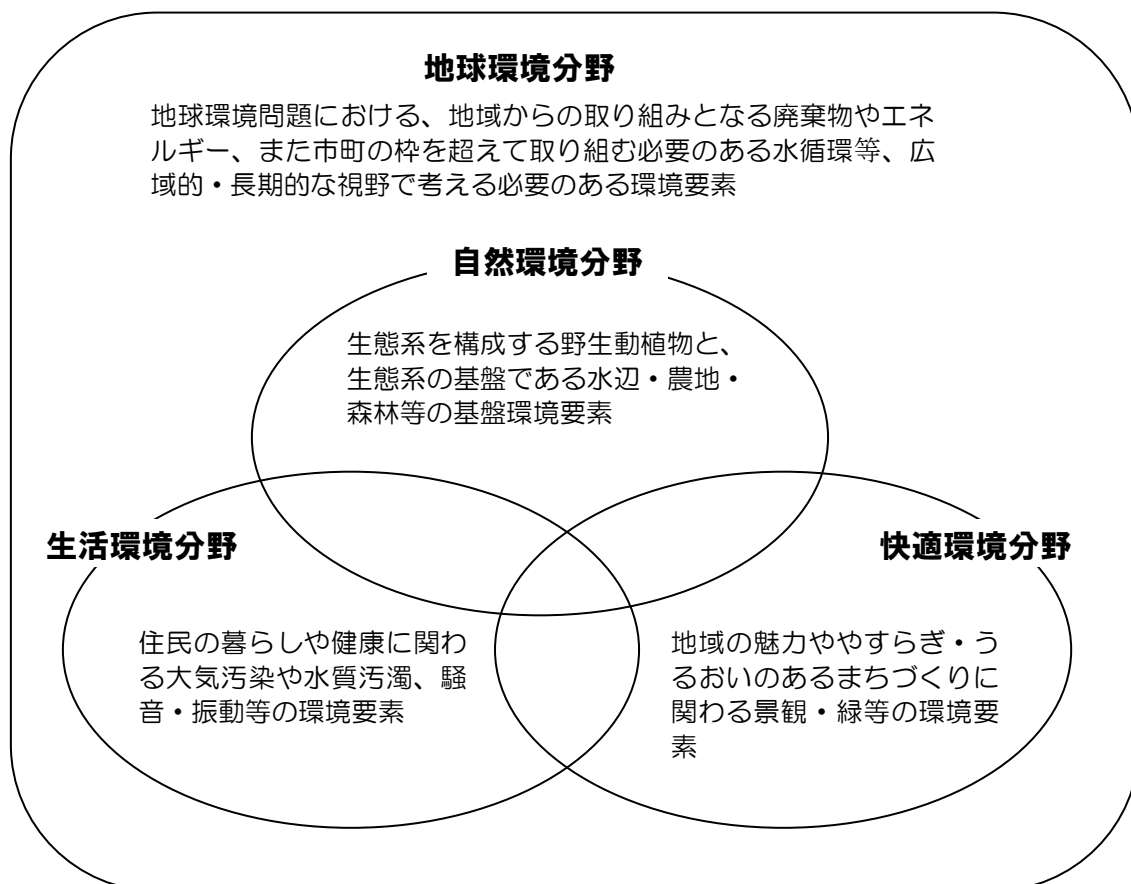 地球環境分野
地球環境問題における、地域からの取り組みとなる廃棄物やエネ
ルギー、また市町の枠を超えて取り組む必要のある水循環等、広
域的・長期的な視野で考える必要のある環境要素
自然環境分野
生態系を構成する野生動植物と、
生態系の基盤である水辺・農地・
森林等の基盤環境要素
生活環境分野
住民の暮らしや健康に関わ
る大気汚染や水質汚濁、騒
音・振動等の環境要素
快適環境分野
地域の魅力ややすらぎ・う
るおいのあるまちづくりに
関わる景観・緑等の環境要
素